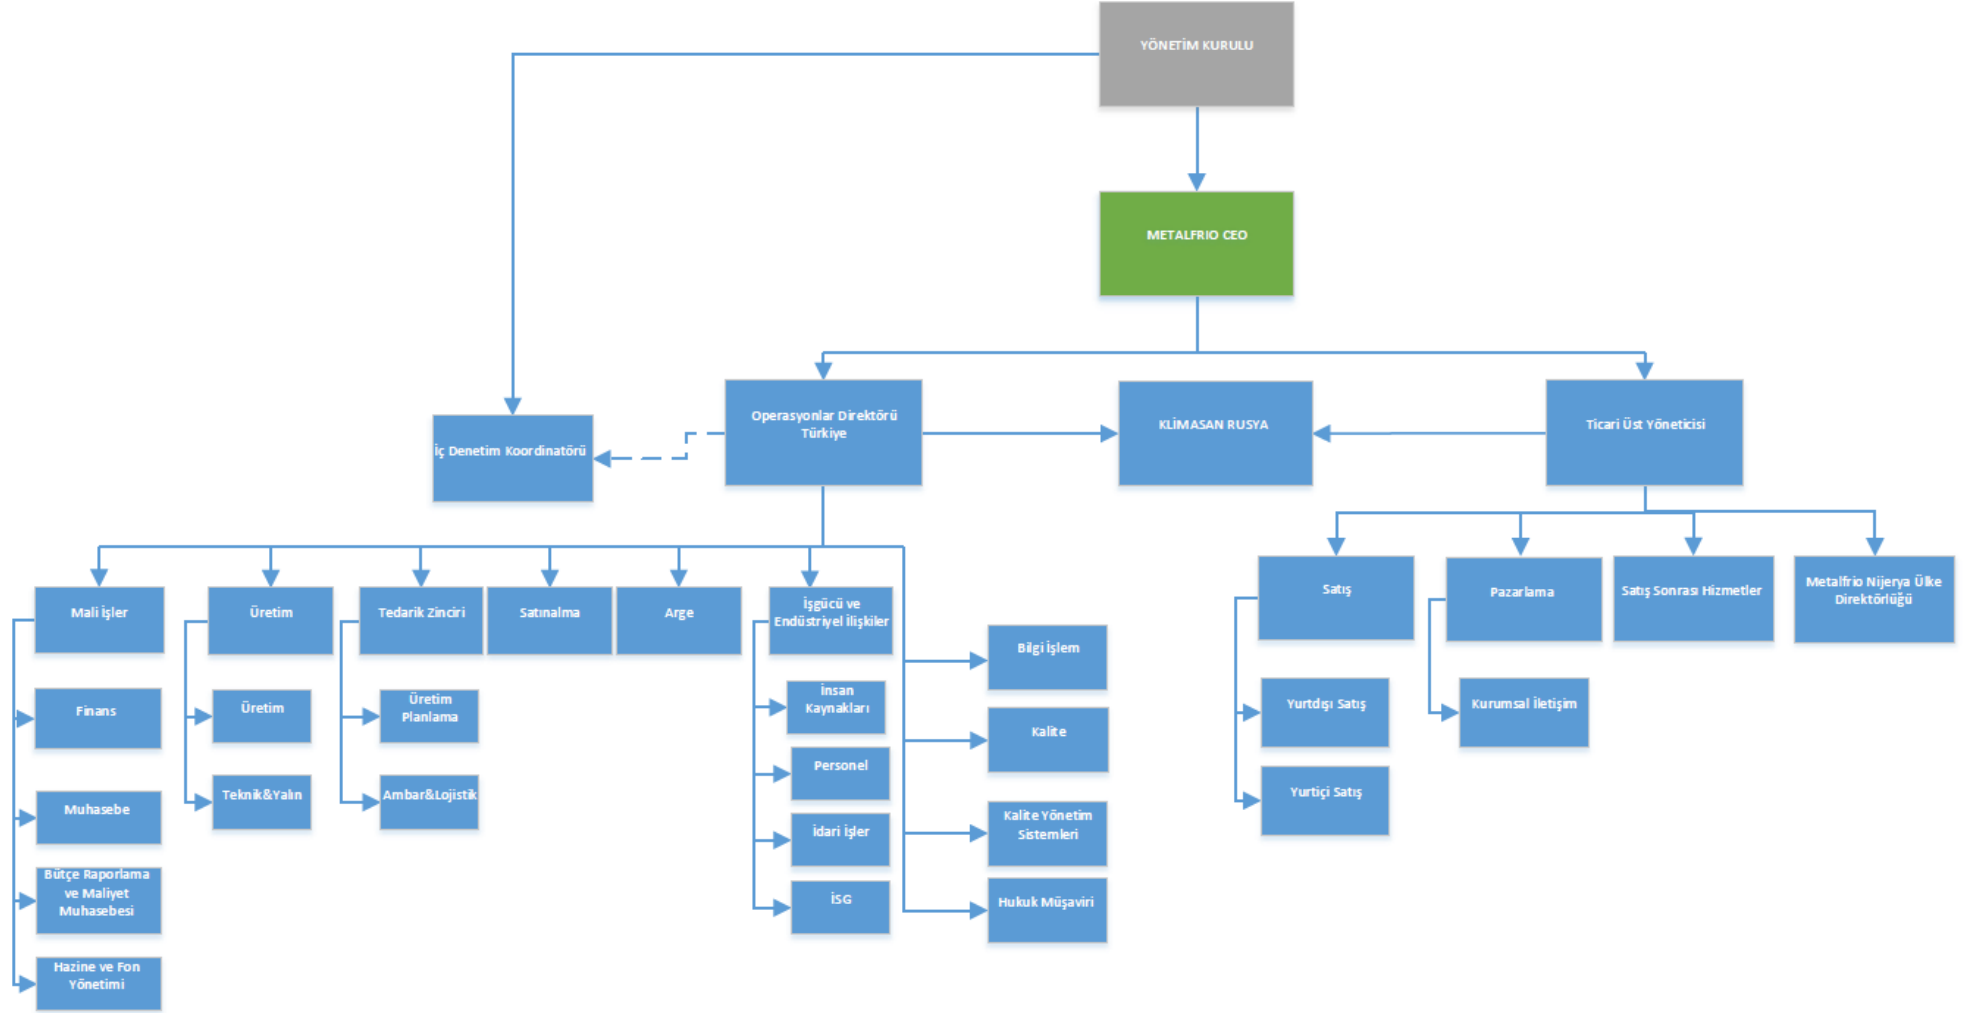 YÖNETİM KURULU
METALFRIO CEO
Operasyonlar Direktörü
Türkiye
KLİMASAN RUSYA
Ticari Üst Yöneticisi
İç Denetim Koordinatörü
Mali İşler
Üretim
Tedarik Zinciri
Satınalma
Arge
İşgücü ve
Endüstriyel İlişkiler
Satış
Pazarlama
Satış Sonrası Hizmetler
Metalfrio Nijerya Ülke
Direktörlüğü
Finans
Muhasebe
Bütçe Raporlama
ve Maliyet
Muhasebesi
Hazine ve Fon
Yönetimi
Üretim
Teknik&Yalın
Üretim
Planlama
Ambar&Lojistik
İnsan
Kaynakları
Personel
İdari İşler
İSG
Bilgi İşlem
Kalite
Kalite Yönetim
Sistemleri
Hukuk Müşaviri
Yurtdışı Satış
Yurtiçi Satış
Kurumsal İletişim